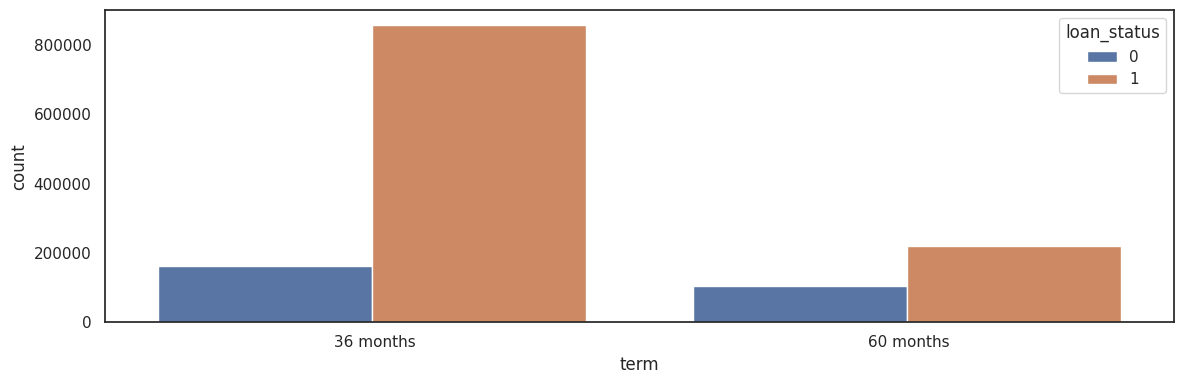 loan_status
0
1
800000
600000
400000
200000
0
count
36 months
60 months
term